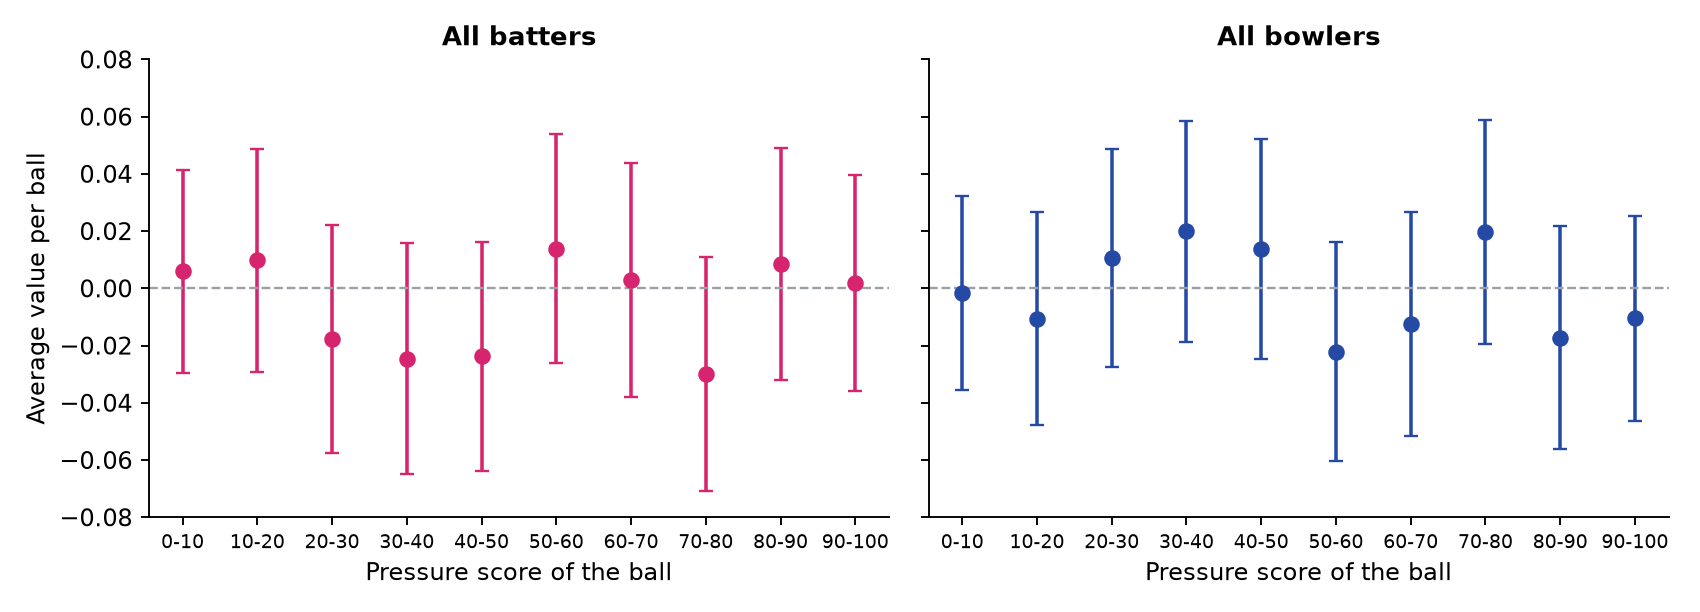 All batters
All bowlers
Average value per ball
0.08
0.06
0.04
0.02
0.00
−0.02
−0.04
−0.06
−0.08
0-10 10-20 20-30 30-40 40-50 50-60 60-70 70-80 80-90 90-100
Pressure score of the ball
0-10 10-20 20-30 30-40 40-50 50-60 60-70 70-80 80-90 90-100
Pressure score of the ball